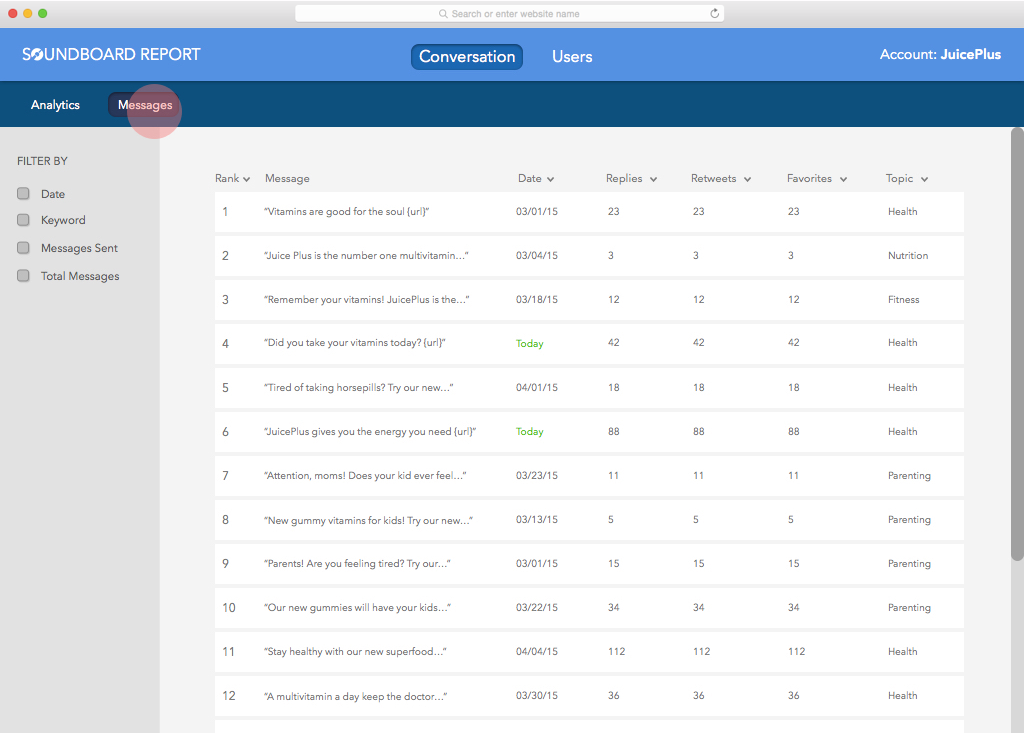 Search or enter website name
SOUNDBOARD REPORT Conversation Users Account: JuicePlus
Analytics Messages
FILTER BY
Date
Keyword
Messages Sent
Total Messages
Rank Message Date Replies Retweets Favorites Topic
1 “Vitamins are good for the soul {url}” 03/01/15 23 23 23 Health
2 “Juice Plus is the number one multivitamin...” 03/04/15 3 3 3 Nutrition
3 “Remember your vitamins! JuicePlus is the...” 03/18/15 12 12 12 Fitness
4 “Did you take your vitamins today? {url}” Today 42 42 42 Health
5 “Tired of taking horsepills? Try our new...” 04/01/15 18 18 18 Health
6 “JuicePlus gives you the energy you need {url}” Today 88 88 88 Health
7 “Attention, moms! Does your kid ever feel...” 03/23/15 11 11 11 Parenting
8 “New gummy vitamins for kids! Try our new...” 03/13/15 5 5 5 Parenting
9 “Parents! Are you feeling tired? Try our...” 03/01/15 15 15 15 Parenting
10 “Our new gummies will have your kids...” 03/22/15 34 34 34 Parenting
11 “Stay healthy with our new superfood...” 04/04/15 112 112 112 Health
12 “A multivitamin a day keep the doctor...” 03/30/15 36 36 36 Health